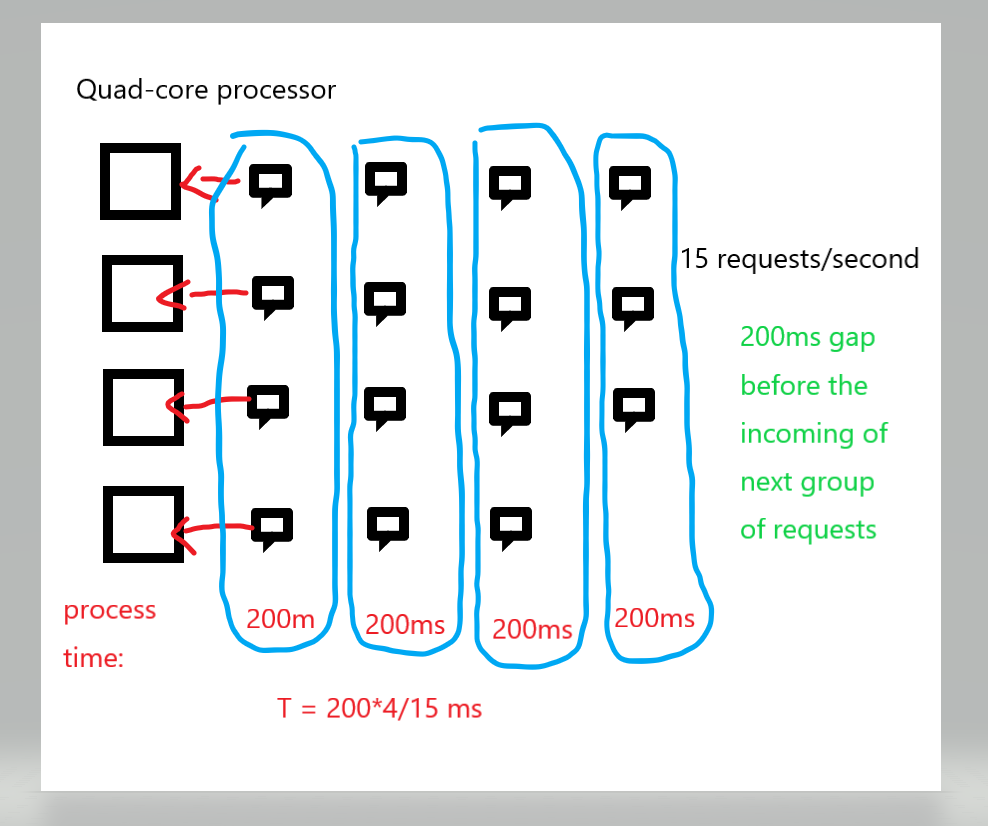 Quad-core processor
15 requests/second
200ms gap
before the
incoming of
next group
of requests
process
time:
200m
200ms
200ms
200ms
T = 200*4/15 ms